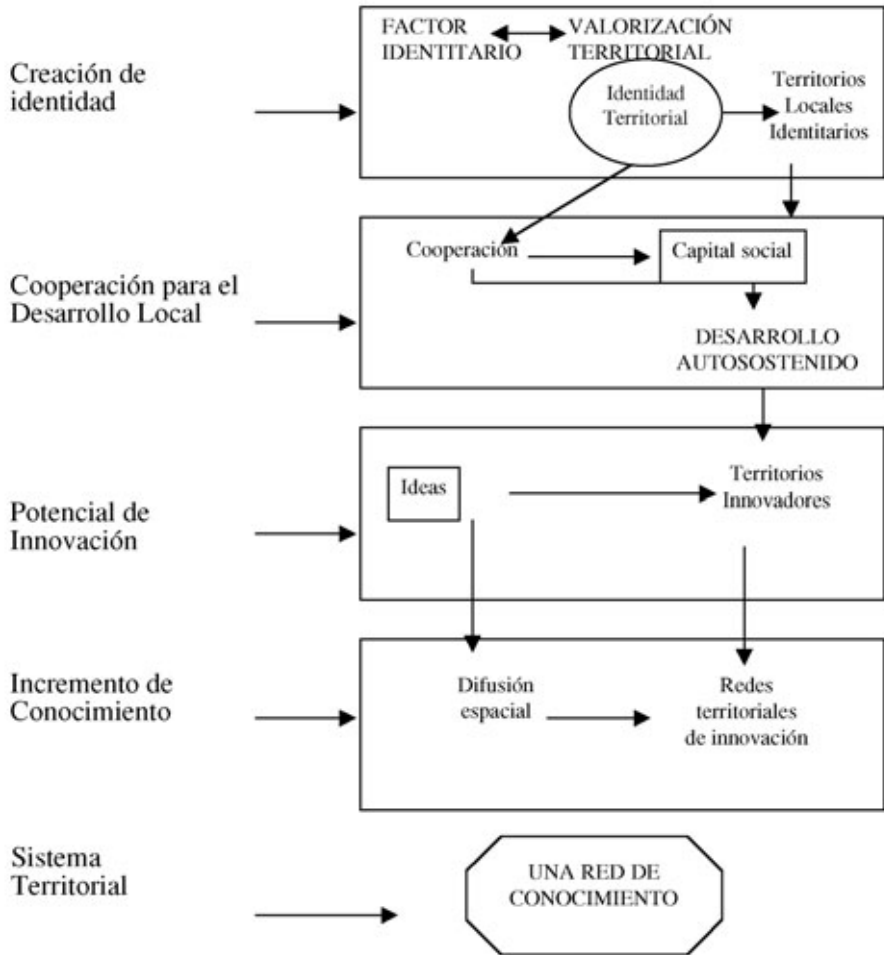 FACTOR VALORIZACIÓN
IDENTITARIO TERRITORIAL
Creación de
identidad
Identidad
Territorial
Territorios
Locales
Identitarios
Cooperación para el
Desarrollo Local
Cooperación
Capital social
DESARROLLO
AUTOSOSTENIDO
Potencial de
Innovación
Ideas
Territorios
Innovadores
Incremento de
Conocimiento
Difusión
espacial
Redes
territoriales
de innovación
Sistema
Territorial
UNA RED DE
CONOCIMIENTO